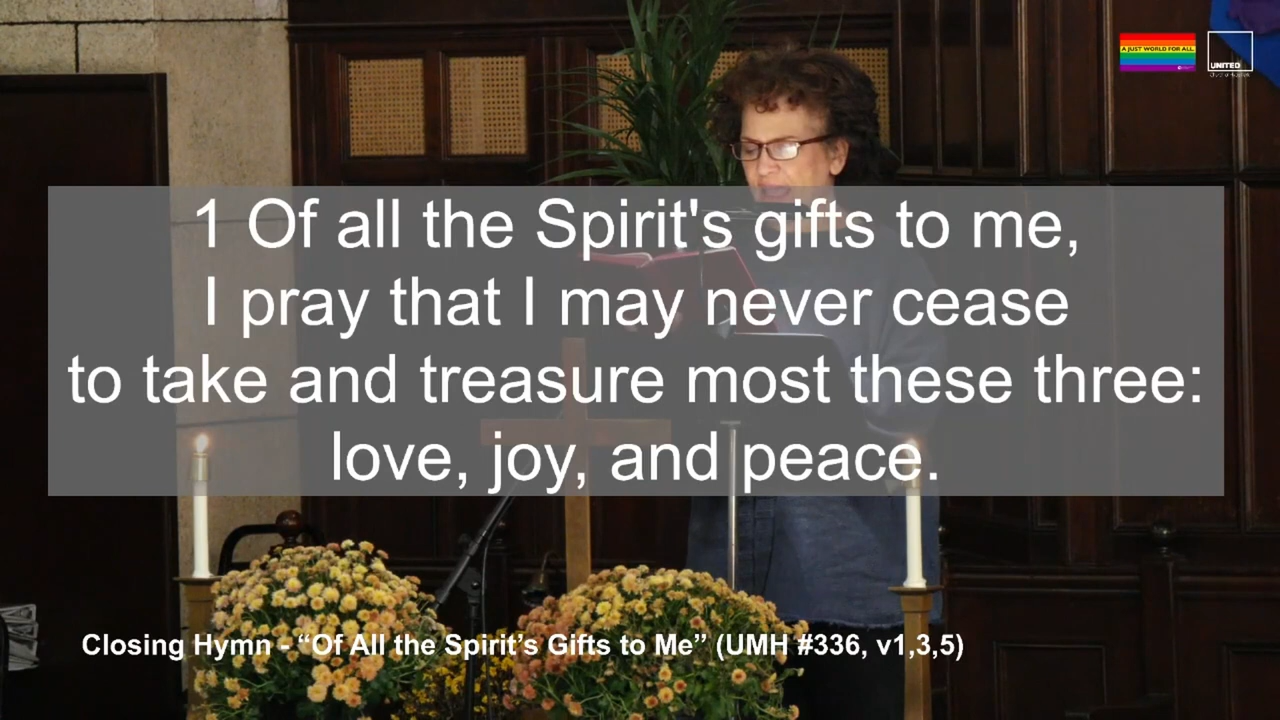 A JUST WORLD FOR ALL
UNITED
1 Of all the Spirit's gifts to me,
I pray that I may never cease
to take and treasure most these three:
love, joy, and peace.
Closing Hymn - “Of All the Spirit’s Gifts to Me” (UMH #336, v1,3,5)